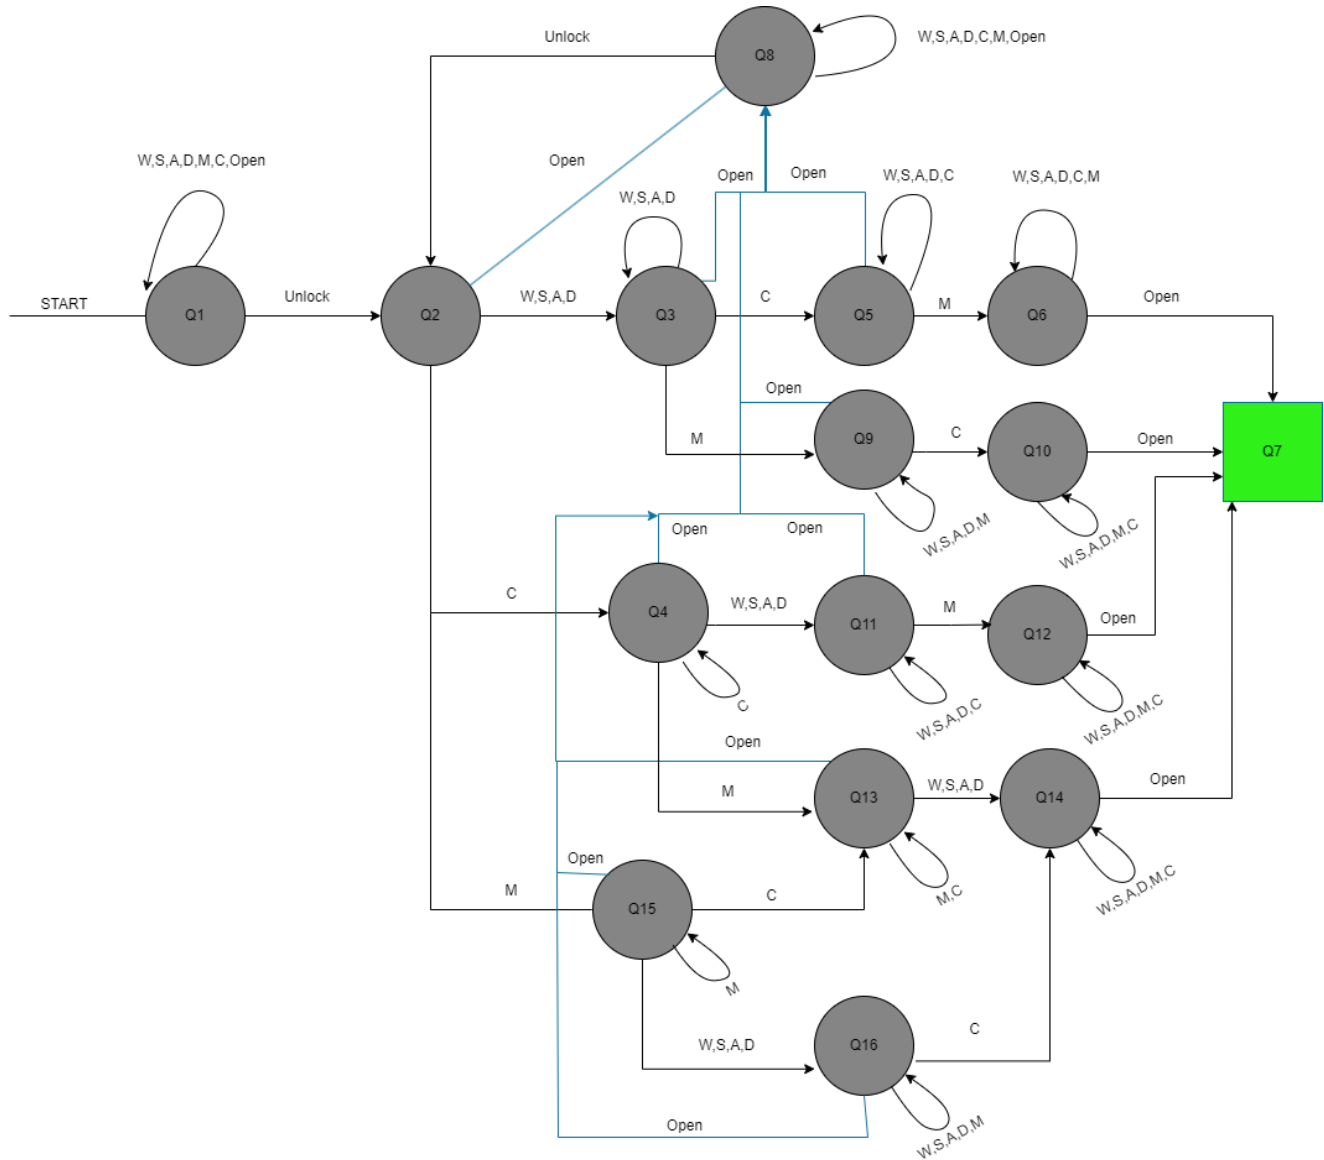 Q8
Unlock
W,S,A,D,C,M,Open
W,S,A,D,M,C,Open
Open
Open
Open
W,S,A,D,C
W,S,A,D,C,M
W,S,A,D
START
Q1
Unlock
Q2
W,S,A,D
Q3
C
Q5
M
Q6
Open
Open
M
Q9
C
Q10
Open
Q7
W,S,A,D,M
W,S,A,D,M,C
Open
Open
C
Q4
W,S,A,D
Q11
M
Q12
Open
C
W,S,A,D,C
W,S,A,D,M,C
Open
M
Q13
W,S,A,D
Q14
Open
Open
M
Q15
C
M,C
W,S,A,D,M,C
M
W,S,A,D
Q16
C
Open
W,S,A,D,M